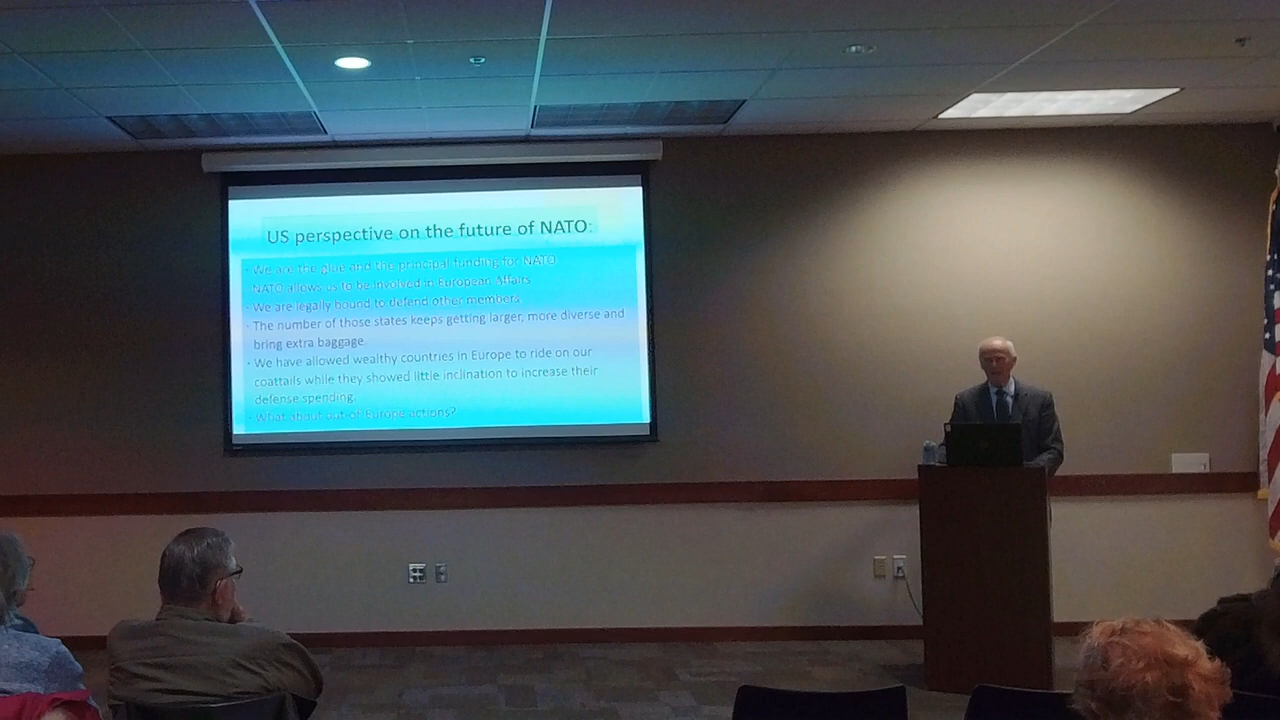 US perspective on the future of NATO:
· We are the glue and the principal funding for NATO
NATO allows us to be involved in European Affairs
· We are legally bound to defend other members
· The number of those states keeps getting larger, more diverse and
bring extra baggage
· We have allowed wealthy countries in Europe to ride on our
coattails while they showed little inclination to increase their
defense spending.
· What about out-of Europe actions?